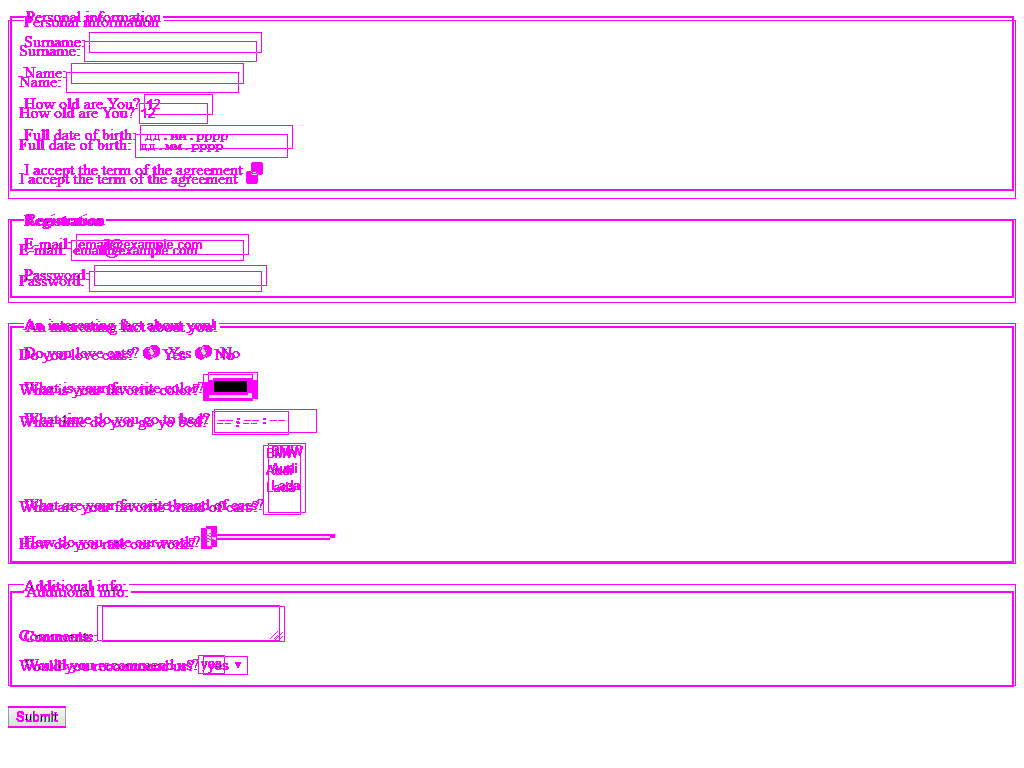 Personal information
Surname:
Name:
How old are You? 12
Full date of birth: дд.мм.рррр
I accept the term of the agreement
Registration
E-mail: email@example.com
Password:
An interesting fact about you!
Do you love cats? Yes No
What is your favorite color?
What time do you go to bed? --:--:--
BMW
Audi
Lada
What are your favorite brand of cars?
How do you rate our work?
Additional info:
Comments:
Would you recommend us? yes
Submit